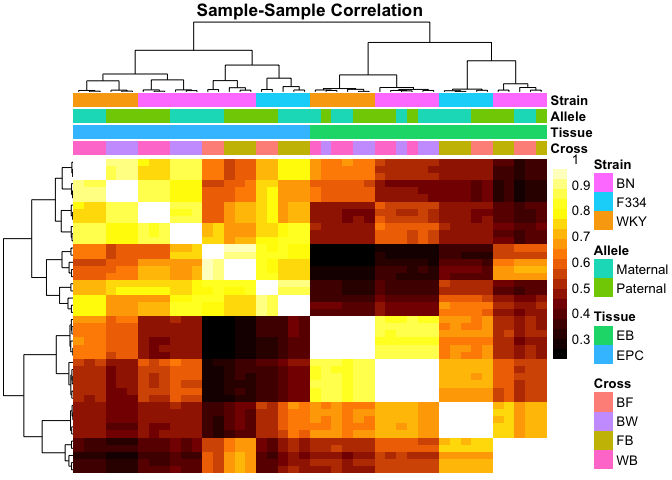 Sample-Sample Correlation
Strain
Allele
Tissue
Cross
1
0.9
0.8
0.7
0.6
0.5
0.4
0.3
Strain
BN
F334
WKY
Allele
Maternal
Paternal
Tissue
EB
EPC
Cross
BF
BW
FB
WB